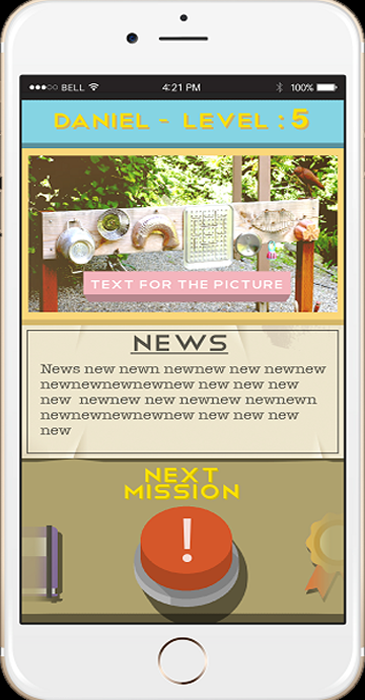 BELL 4:21 PM 100%
DANIEL - LEVEL : 5
TEXT FOR THE PICTURE
NEWS
News new newn newnew new newnew
newnewnewnewnew new new new
new newnew new newnew newnewn
newnewnewnewnew new new new
new
NEXT
MISSION
!